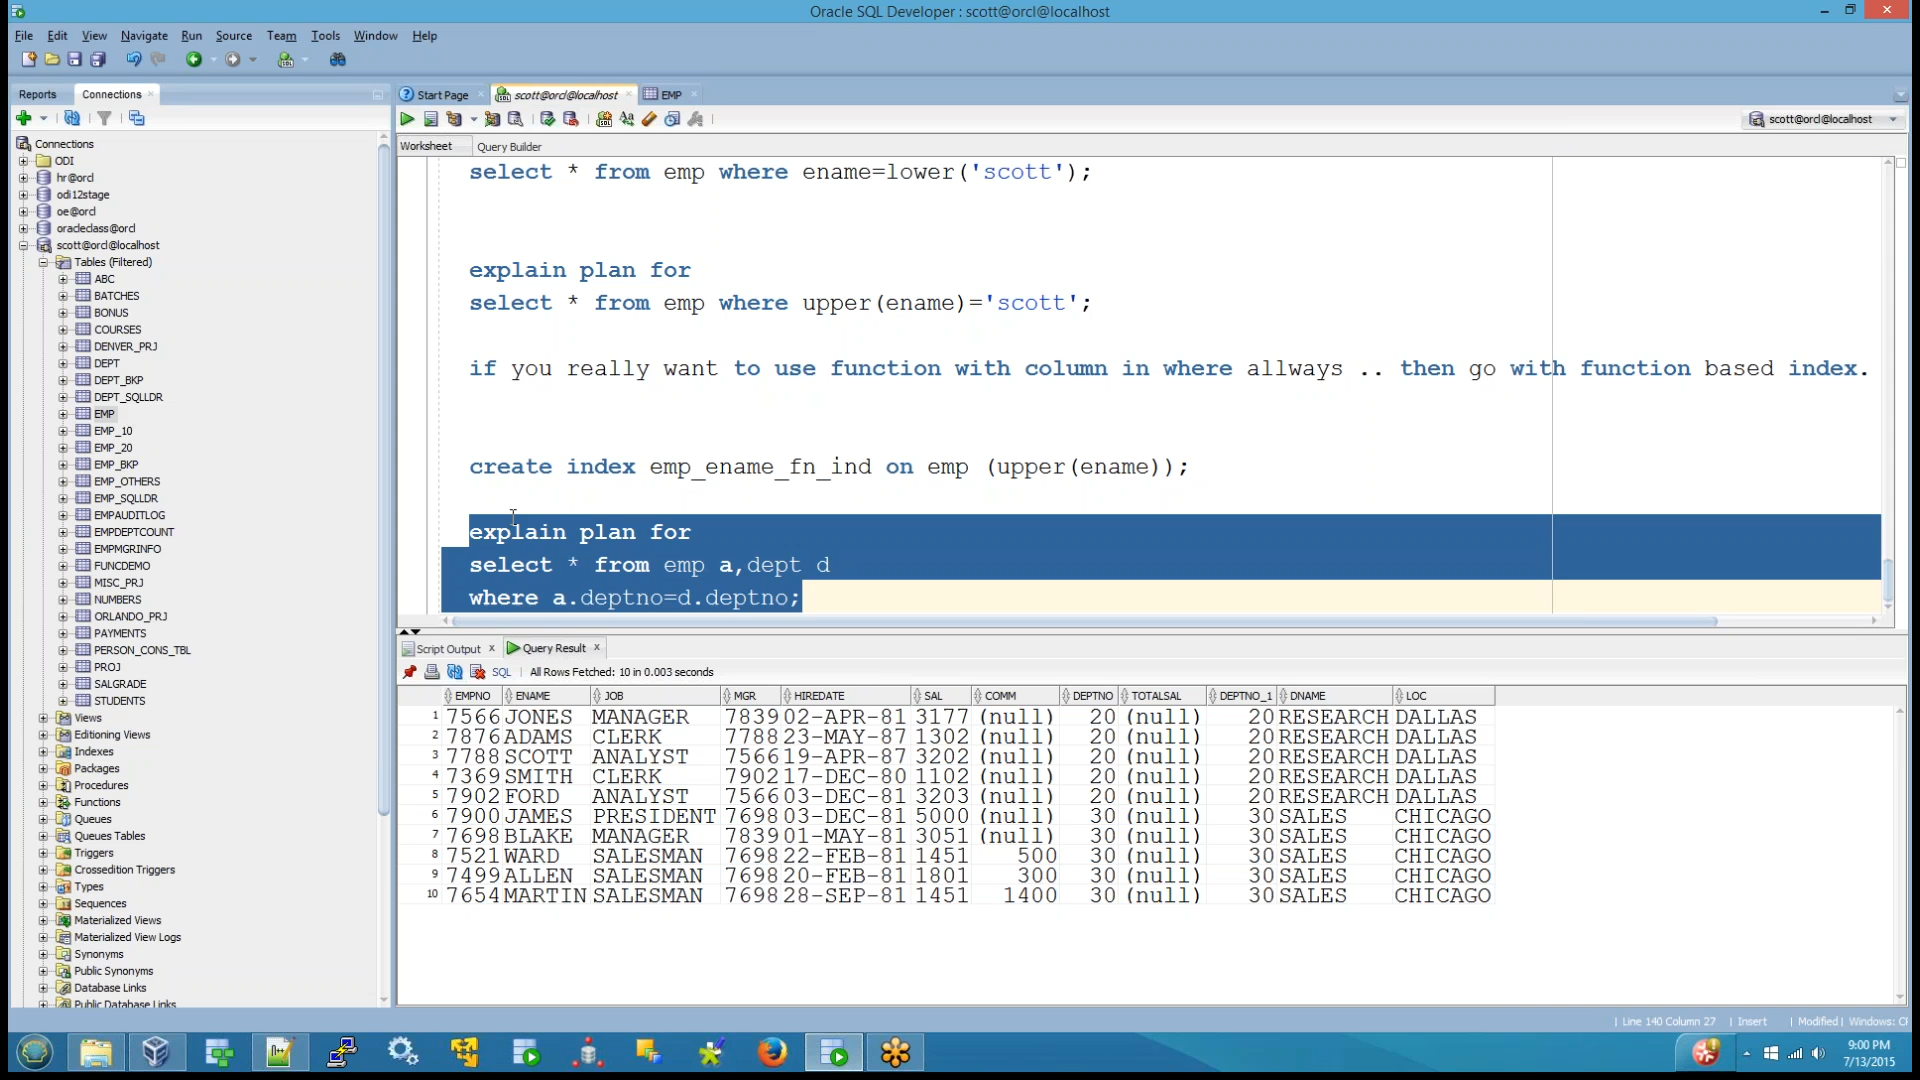 Oracle SQL Developer : scott@orcl@localhost
File Edit View Navigate Run Source Team Tools Window Help
Reports Connections
Start Page scott@orcl@localhost EMP
scott@orcl@localhost
Worksheet Query Builder
Connections
ODI
hr@orcl
odi12stage
oe@orcl
oracleclass@orcl
scott@orcl@localhost
Tables (Filtered)
ABC
BATCHES
BONUS
COURSES
DENVER_PRJ
DEPT
DEPT_BKP
DEPT_SQLLDR
EMP
EMP_10
EMP_20
EMP_BKP
EMP_OTHERS
EMP_SQLLDR
EMPAUDITLOG
EMPDEPTCOUNT
EMPMGRINFO
FUNCDEMO
MISC_PRJ
NUMBERS
ORLANDO_PRJ
PAYMENTS
PERSON_CONS_TBL
PROJ
SALGRADE
STUDENTS
Views
Editioning Views
Indexes
Packages
Procedures
Functions
Queues
Queues Tables
Triggers
Crossedition Triggers
Types
Sequences
Materialized Views
Materialized View Logs
Synonyms
Public Synonyms
Database Links
Public Database Links
select * from emp where ename=lower('scott');
explain plan for
select * from emp where upper(ename)='scott';
if you really want to use function with column in where allways .. then go with function based index.
create index emp_ename_fn_ind on emp (upper(ename));
explain plan for
select * from emp a,dept d
where a.deptno=d.deptno;
Script Output Query Result
SQL All Rows Fetched: 10 in 0.003 seconds
EMPNO ENAME JOB MGR HIREDATE SAL COMM DEPTNO TOTALSAL DEPTNO_1 DNAME LOC
1 7566 JONES MANAGER 7839 02-APR-81 3177 (null) 20 (null) 20 RESEARCH DALLAS
2 7876 ADAMS CLERK 7788 23-MAY-87 1302 (null) 20 (null) 20 RESEARCH DALLAS
3 7788 SCOTT ANALYST 7566 19-APR-87 3202 (null) 20 (null) 20 RESEARCH DALLAS
4 7369 SMITH CLERK 7902 17-DEC-80 1102 (null) 20 (null) 20 RESEARCH DALLAS
5 7902 FORD ANALYST 7566 03-DEC-81 3203 (null) 20 (null) 20 RESEARCH DALLAS
6 7900 JAMES PRESIDENT 7698 03-DEC-81 5000 (null) 30 (null) 30 SALES CHICAGO
7 7698 BLAKE MANAGER 7839 01-MAY-81 3051 (null) 30 (null) 30 SALES CHICAGO
8 7521 WARD SALESMAN 7698 22-FEB-81 1451 500 30 (null) 30 SALES CHICAGO
9 7499 ALLEN SALESMAN 7698 20-FEB-81 1801 300 30 (null) 30 SALES CHICAGO
10 7654 MARTIN SALESMAN 7698 28-SEP-81 1451 1400 30 (null) 30 SALES CHICAGO
Line 140 Column 27 Insert Modified Windows: CR
9:00 PM
7/13/2015